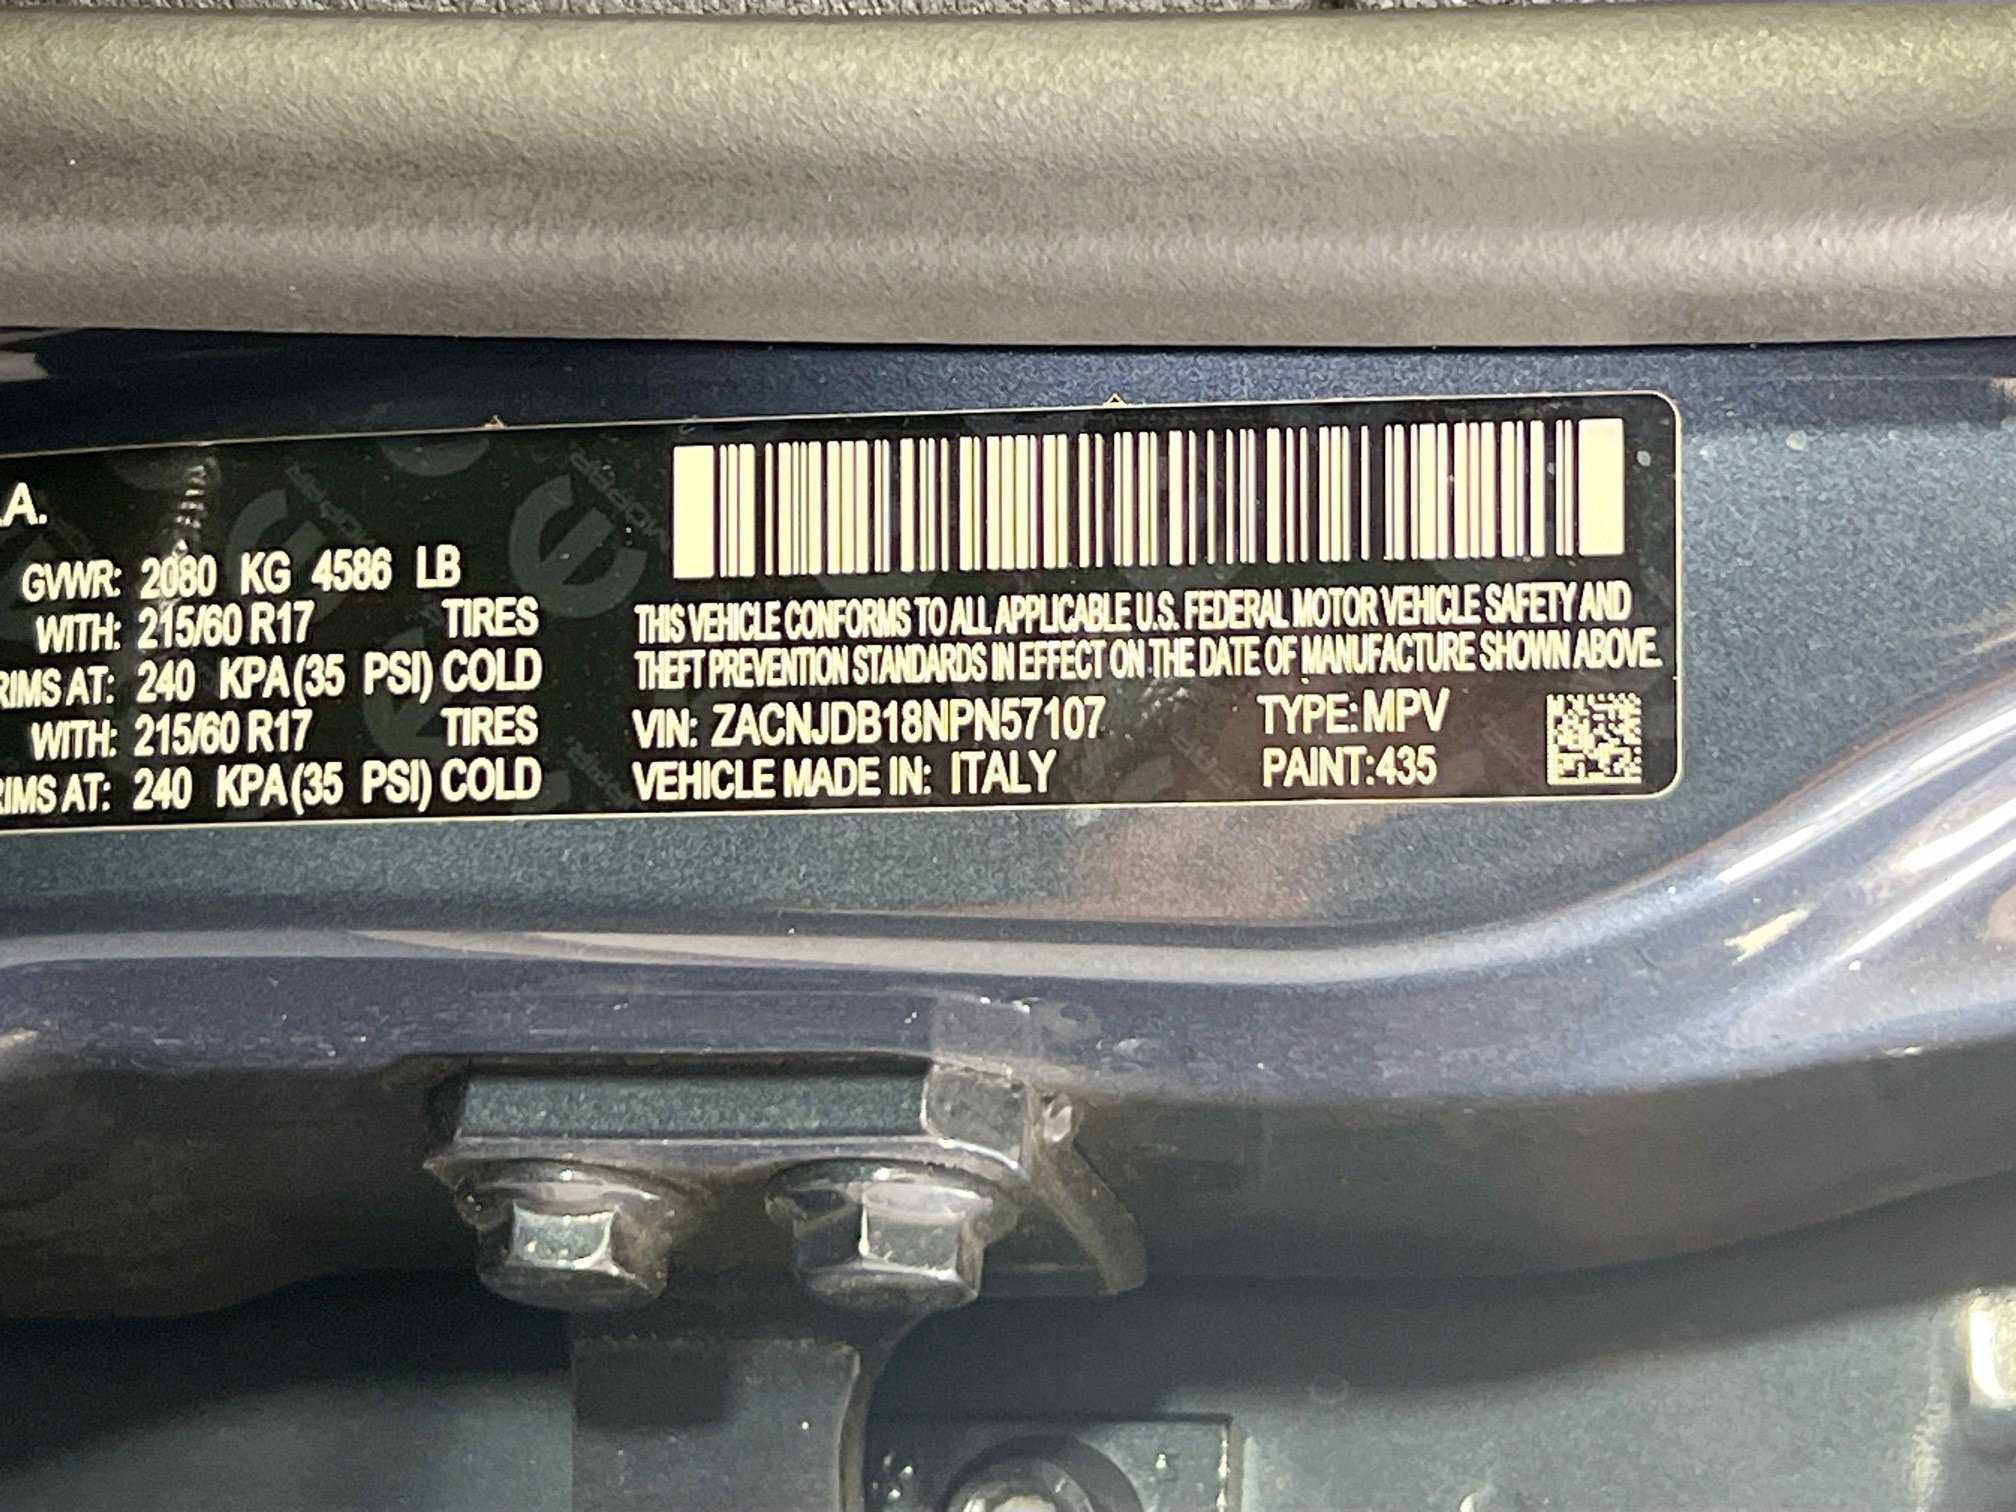 .A.
GVWR: 2080 KG 4586 LB
WITH: 215/60 R17 TIRES
RIMS AT: 240 KPA(35 PSI) COLD
WITH: 215/60 R17 TIRES
RIMS AT: 240 KPA(35 PSI) COLD
THIS VEHICLE CONFORMS TO ALL APPLICABLE U.S. FEDERAL MOTOR VEHICLE SAFETY AND
THEFT PREVENTION STANDARDS IN EFFECT ON THE DATE OF MANUFACTURE SHOWN ABOVE.
VIN: ZACNJDB18NPN57107 TYPE: MPV
VEHICLE MADE IN: ITALY PAINT:435